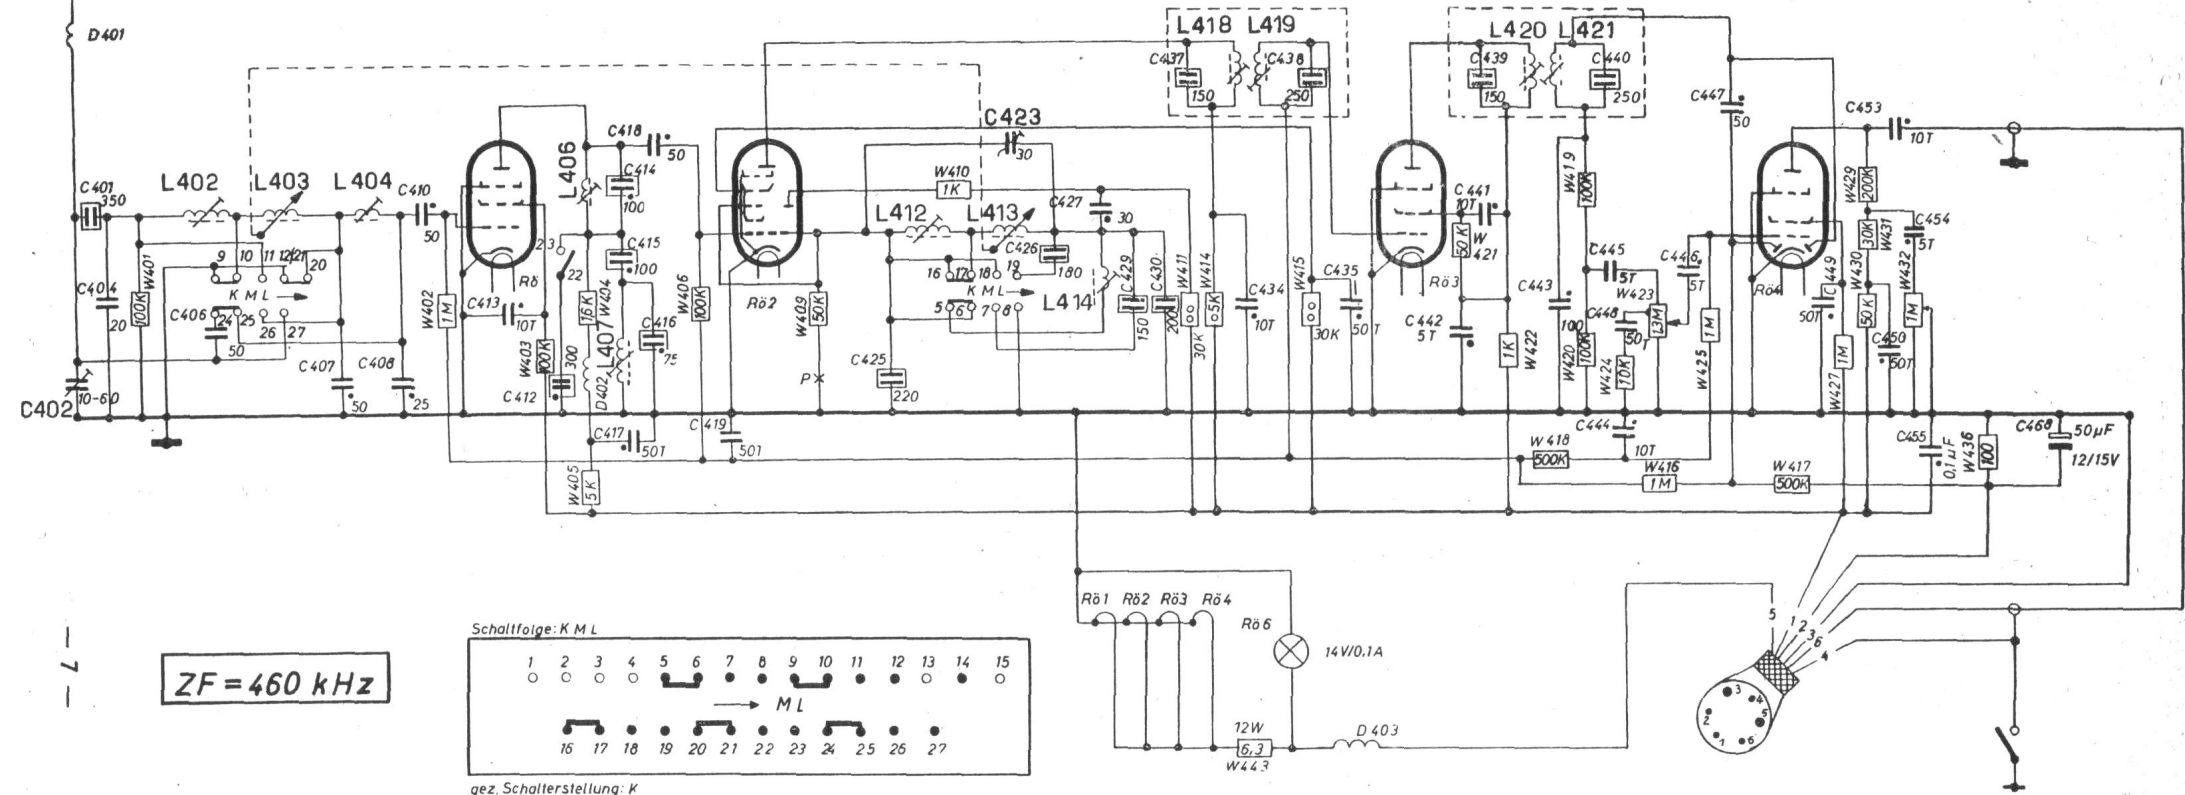 D401
L418 L419
C437
150
C438
250
L420 L421
C439
150
C440
250
C447
50
C453
10T
C423
30
C401
350
L402
L403
L404
C410
50
L406
C418
50
C414
100
C415
100
W410
1K
C427
30
L412
L413
C426
180
L414
C429
150
C430
200
W411
30K
W414
5K
C434
10T
W415
30K
C435
50T
W419
100K
C441
10T
50K
W
421
Rö3
C442
5T
C443
100
C445
5T
C446
5T
W423
1,3M
C448
50T
W420
100K
W424
10K
W422
1K
W425
1M
Rö4
C449
50T
W427
1M
W429
200K
30K
W431
W430
50K
C454
5T
W432
1M
C450
50T
C404
20
W401
100K
9 10 11 12 21 20
K M L
24 25 26 27
C406
50
C407
50
C408
25
C402
10-60
W402
1M
Rö
C413
10T
W403
100K
C412
300
23
22
1,6K
W404
L407
D402
C416
75
C417
50T
W405
5K
W406
100K
C419
50T
Rö2
W409
50K
P
C425
220
16 17 18 19
K M L
5 6 7 8
C444
10T
W418
500K
W416
1M
W417
500K
C455
0,1µF
W436
100
C468
50µF
12/15V
Rö1 Rö2 Rö3 Rö4
Rö6
14V/0,1A
12W
6,3
W443
D403
5 1 2 3 6 4
3
4
2
5
1
6
— 7 —
ZF = 460 kHz
Schaltfolge: K M L
1 2 3 4 5 6 7 8 9 10 11 12 13 14 15
M L
16 17 18 19 20 21 22 23 24 25 26 27
gez. Schalterstellung: K